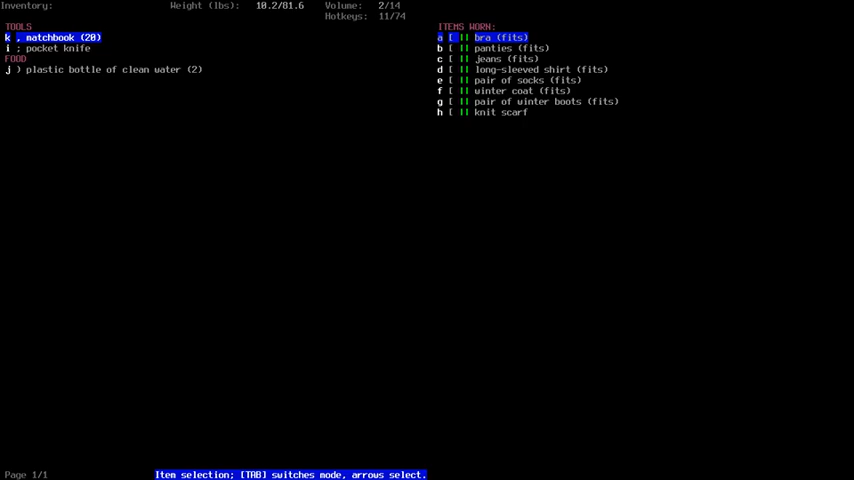 Inventory: Weight (lbs): 10.2/81.6 Volume: 2/14
Hotkeys: 11/74
TOOLS
k , matchbook (20)
i ; pocket knife
FOOD
j ) plastic bottle of clean water (2)
ITEMS WORN:
a [ || bra (fits)
b [ || panties (fits)
c [ || jeans (fits)
d [ || long-sleeved shirt (fits)
e [ || pair of socks (fits)
f [ || winter coat (fits)
g [ || pair of winter boots (fits)
h [ || knit scarf
Page 1/1 Item selection; [TAB] switches mode, arrows select.